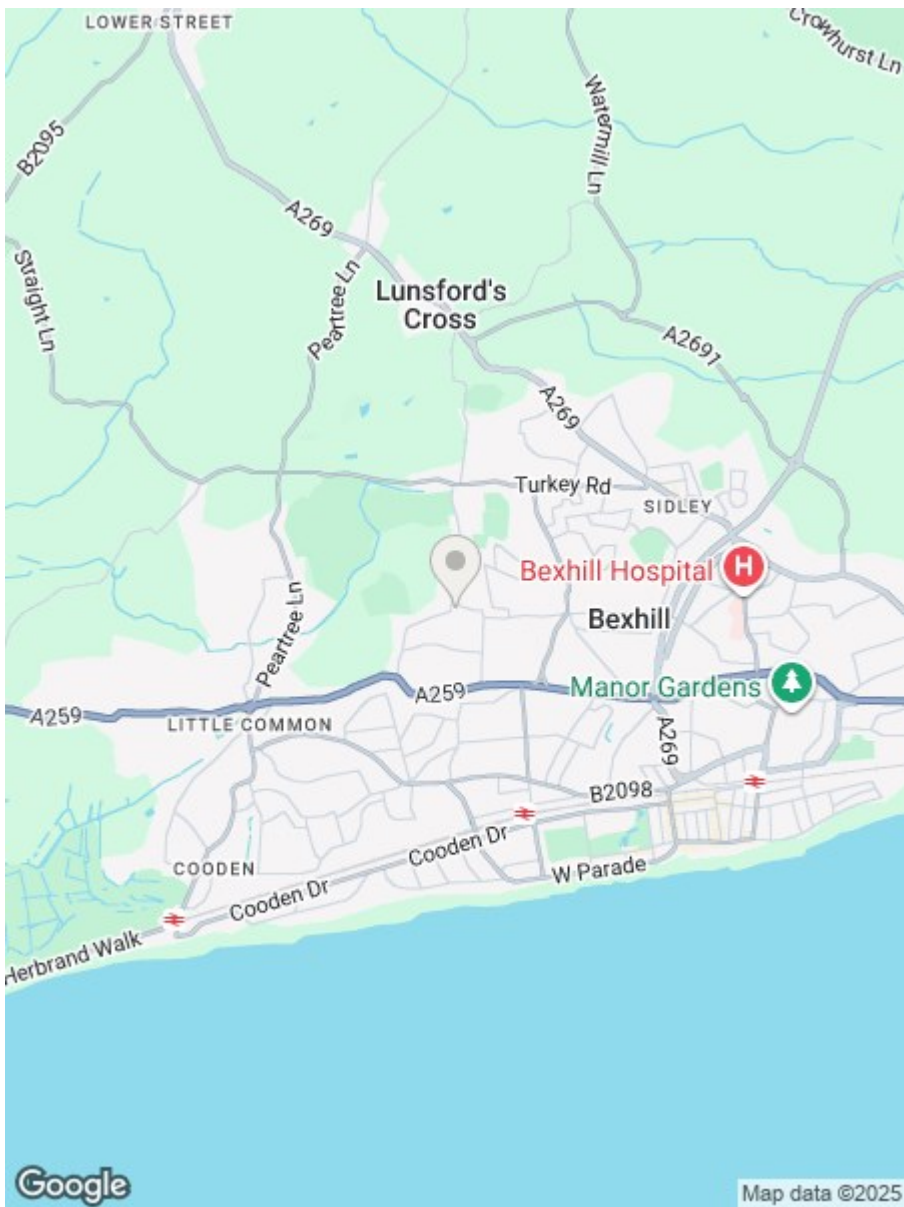 LOWER STREET
Crowhurst Ln
B2095
Watermill Ln
A269
Straight Ln
Peartree Ln
Lunsford's
Cross
A2691
A269
Turkey Rd
SIDLEY
Bexhill Hospital
H
Bexhill
Peartree Ln
Manor Gardens
A259
A259
LITTLE COMMON
A269
B2098
Cooden Dr
COODEN
W Parade
Cooden Dr
Herbrand Walk
Google
Map data ©2025